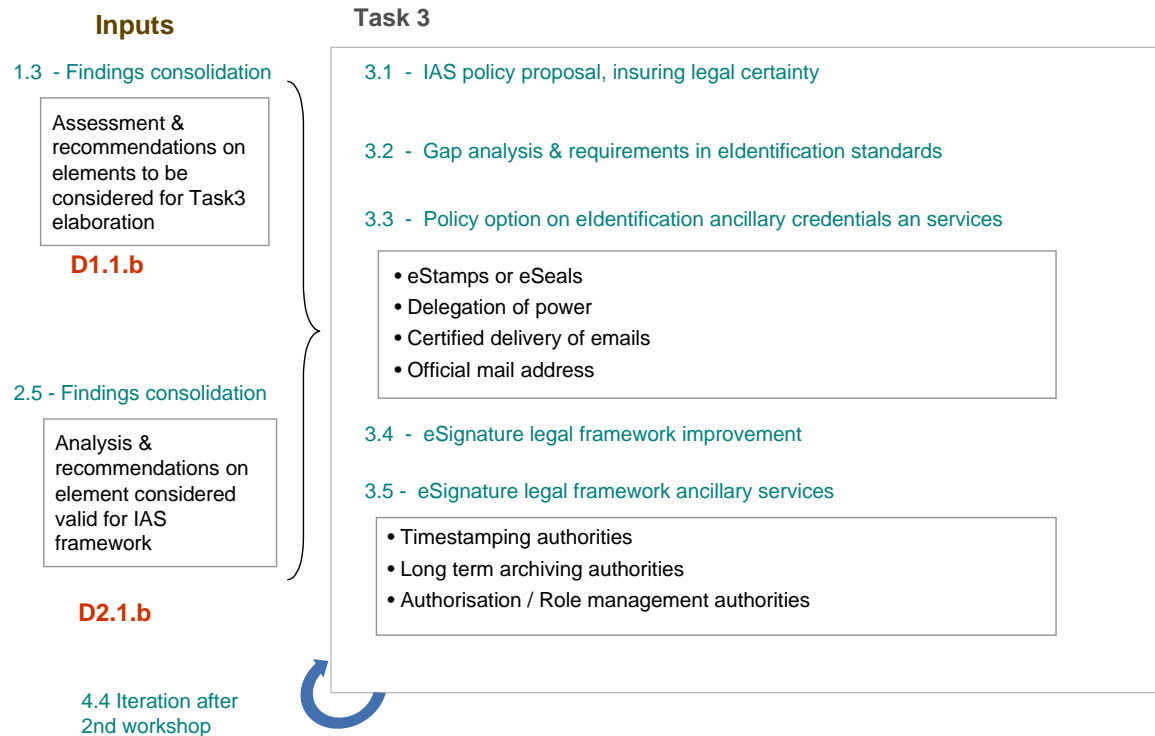 Inputs
1.3 - Findings consolidation
Assessment &
recommendations on
elements to be
considered for Task3
elaboration
D1.1.b
2.5 - Findings consolidation
Analysis &
recommendations on
element considered
valid for IAS
framework
D2.1.b
4.4 Iteration after
2nd workshop
Task 3
3.1 - IAS policy proposal, insuring legal certainty
3.2 - Gap analysis & requirements in eIdentification standards
3.3 - Policy option on eIdentification ancillary credentials an services
• eStamps or eSeals
• Delegation of power
• Certified delivery of emails
• Official mail address
3.4 - eSignature legal framework improvement
3.5 - eSignature legal framework ancillary services
• Timestamping authorities
• Long term archiving authorities
• Authorisation / Role management authorities